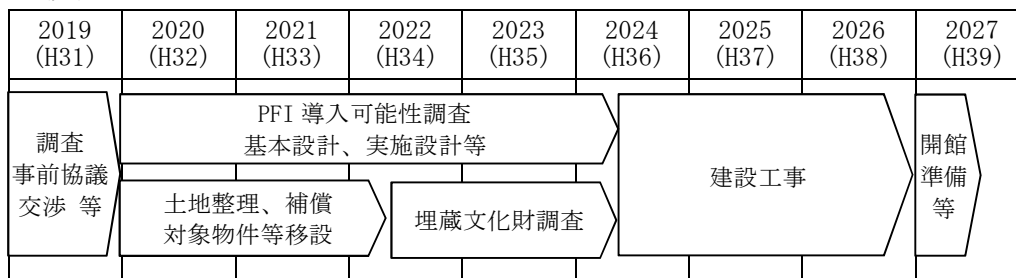 2019 2020 2021 2022 2023 2024 2025 2026 2027
(H31) (H32) (H33) (H34) (H35) (H36) (H37) (H38) (H39)
調査
事前協議
交渉 等
PFI 導入可能性調査
基本設計、実施設計等
土地整理、補償
対象物件等移設
埋蔵文化財調査
建設工事
開館
準備
等